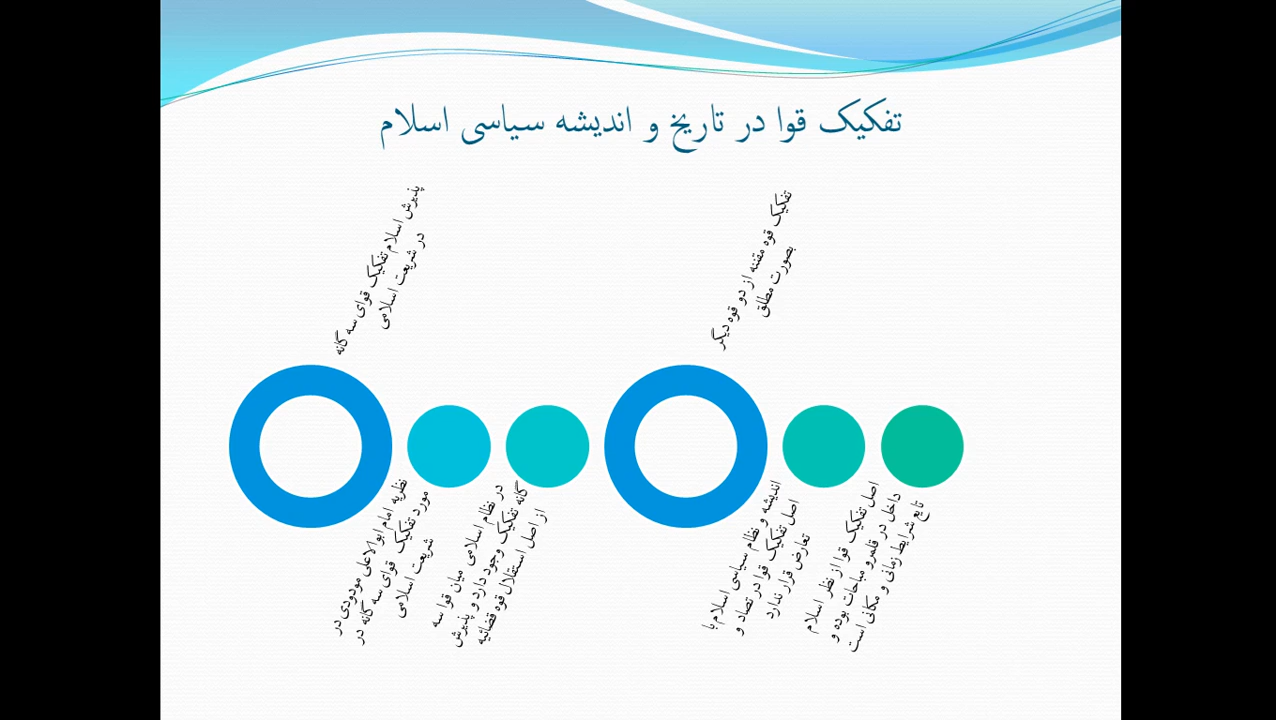 تفکیک قوا در تاریخ و اندیشه سیاسی اسلام
پذیرش اسلام تفکیک قوای سه گانه
در شریعت اسلامی
نظریه امام ابوالاعلی مودودی در
مورد تفکیک قوای سه گانه در
شریعت اسلامی
در نظام اسلامی میان قوا سه
گانه تفکیک وجود دارد و پذیرش
از اصل استقلال قوه قضائیه
تفکیک قوه مقننه از دو قوه دیگر
بصورت مطلق
اندیشه و نظام سیاسی اسلام با
اصل تفکیک قوا در تصاد و
تعارض قرار ندارد
اصل تفکیک قوا از نظر اسلام
داخل در قلمرو مباحات بوده و
تابع شرایط زمانی و مکانی است